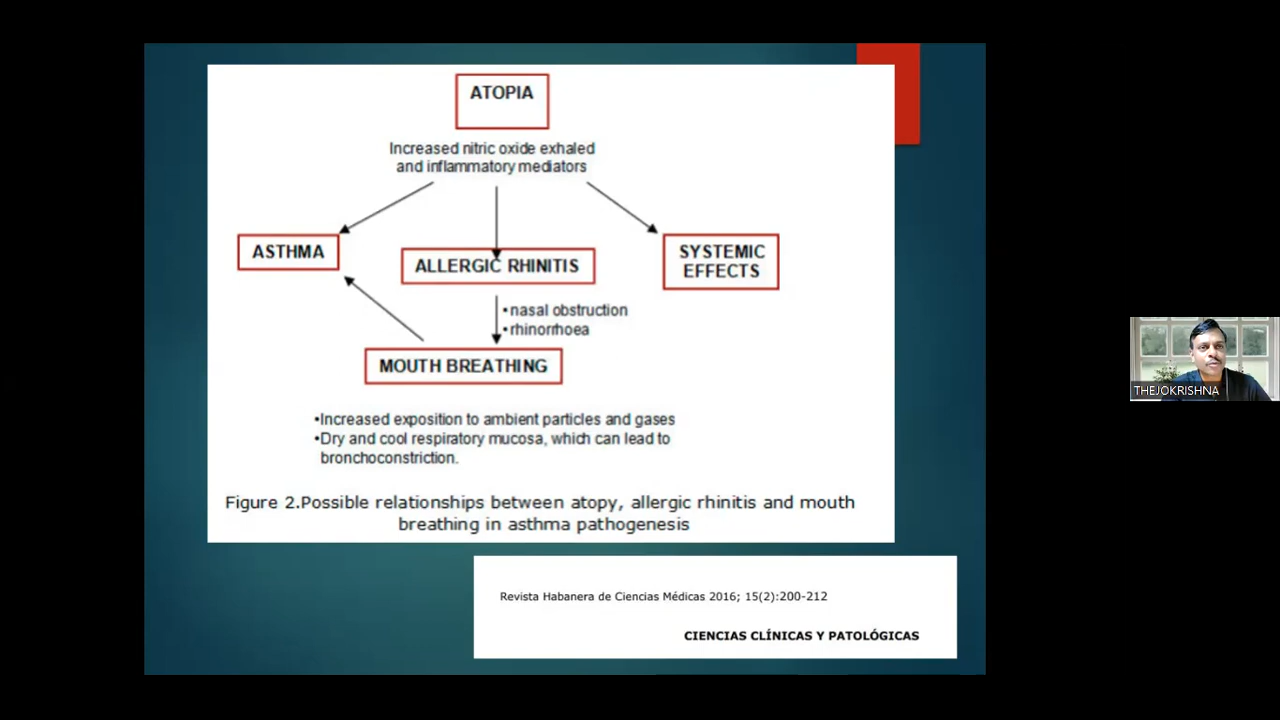 ATOPIA
Increased nitric oxide exhaled
and inflammatory mediators
ASTHMA
ALLERGIC RHINITIS
SYSTEMIC
EFFECTS
•nasal obstruction
•rhinorrhoea
MOUTH BREATHING
•Increased exposition to ambient particles and gases
•Dry and cool respiratory mucosa, which can lead to
bronchoconstriction.
Figure 2.Possible relationships between atopy, allergic rhinitis and mouth
breathing in asthma pathogenesis
Revista Habanera de Ciencias Médicas 2016; 15(2):200-212
CIENCIAS CLÍNICAS Y PATOLÓGICAS
THEJOKRISHNA